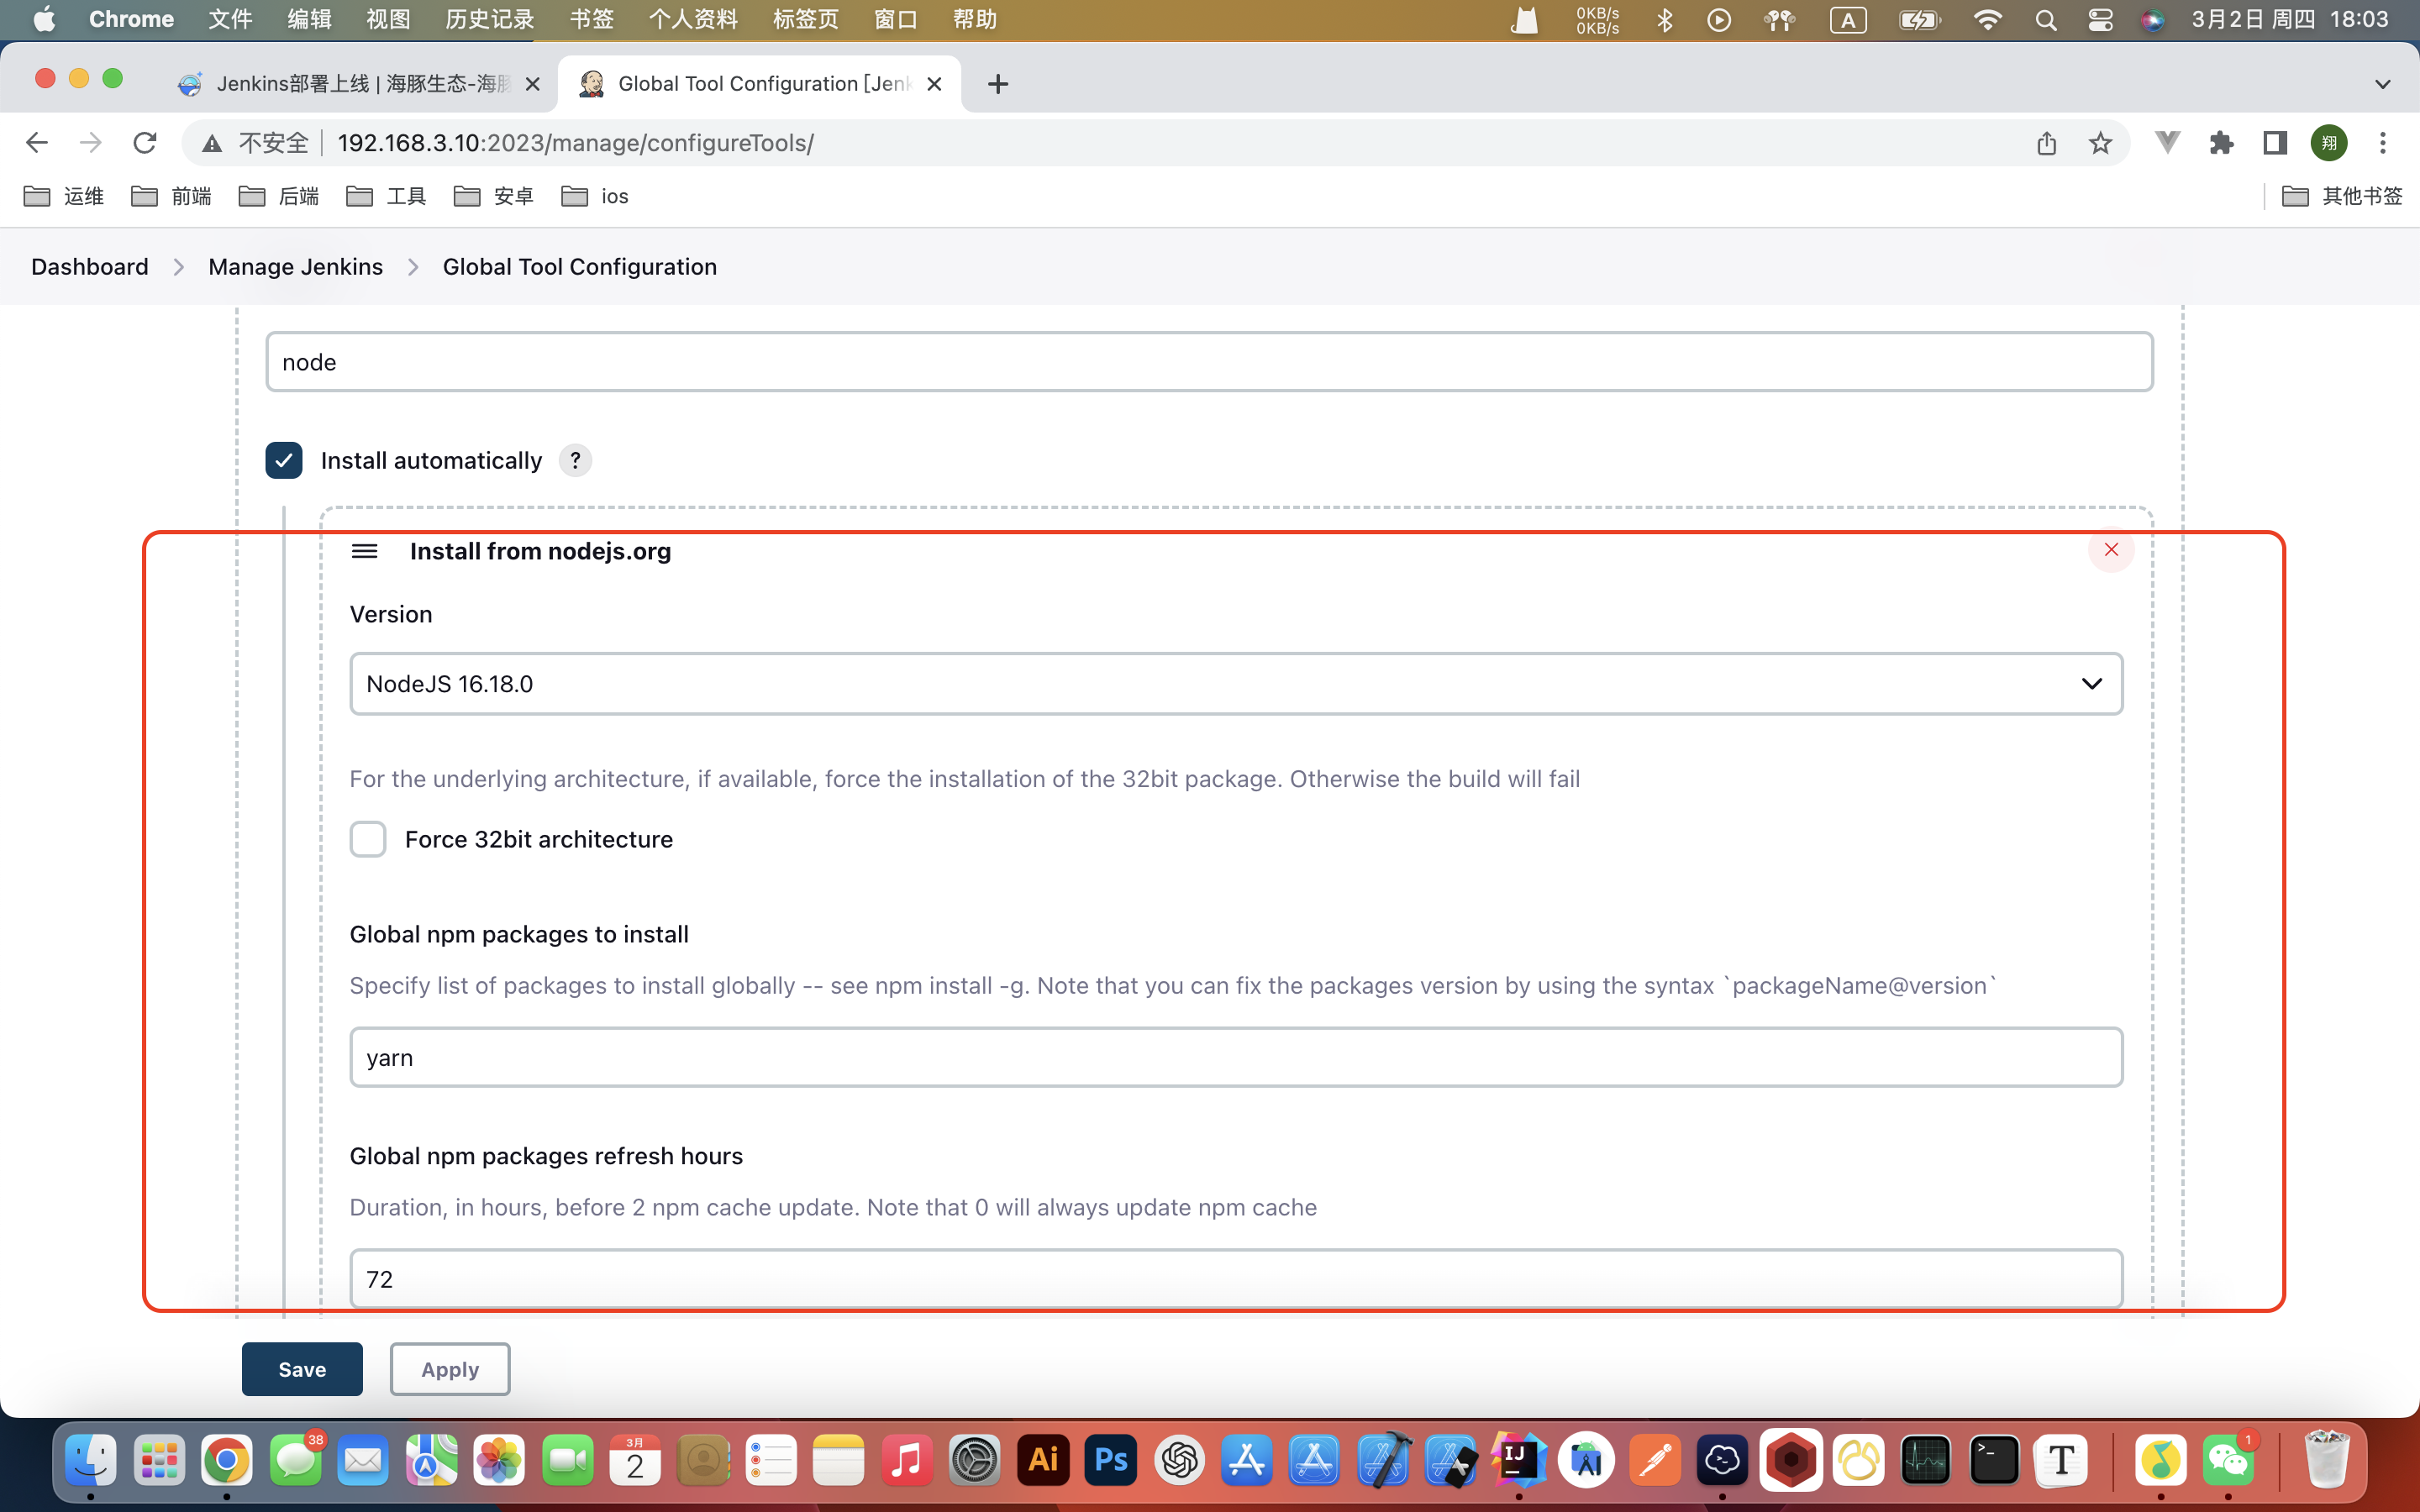 Chrome 文件 编辑 视图 历史记录 书签 个人资料 标签页 窗口 帮助 0KB/s 0KB/s A 3月2日 周四 18:03
Jenkins部署上线 | 海豚生态-海豚 Global Tool Configuration [Jenk
不安全 192.168.3.10:2023/manage/configureTools/ 翔
运维 前端 后端 工具 安卓 ios 其他书签
Dashboard Manage Jenkins Global Tool Configuration
node
Install automatically ?
Install from nodejs.org
Version
NodeJS 16.18.0
For the underlying architecture, if available, force the installation of the 32bit package. Otherwise the build will fail
Force 32bit architecture
Global npm packages to install
Specify list of packages to install globally -- see npm install -g. Note that you can fix the packages version by using the syntax `packageName@version`
yarn
Global npm packages refresh hours
Duration, in hours, before 2 npm cache update. Note that 0 will always update npm cache
72
Save Apply
38 3月 2 Ai Ps IJ >_ T 1